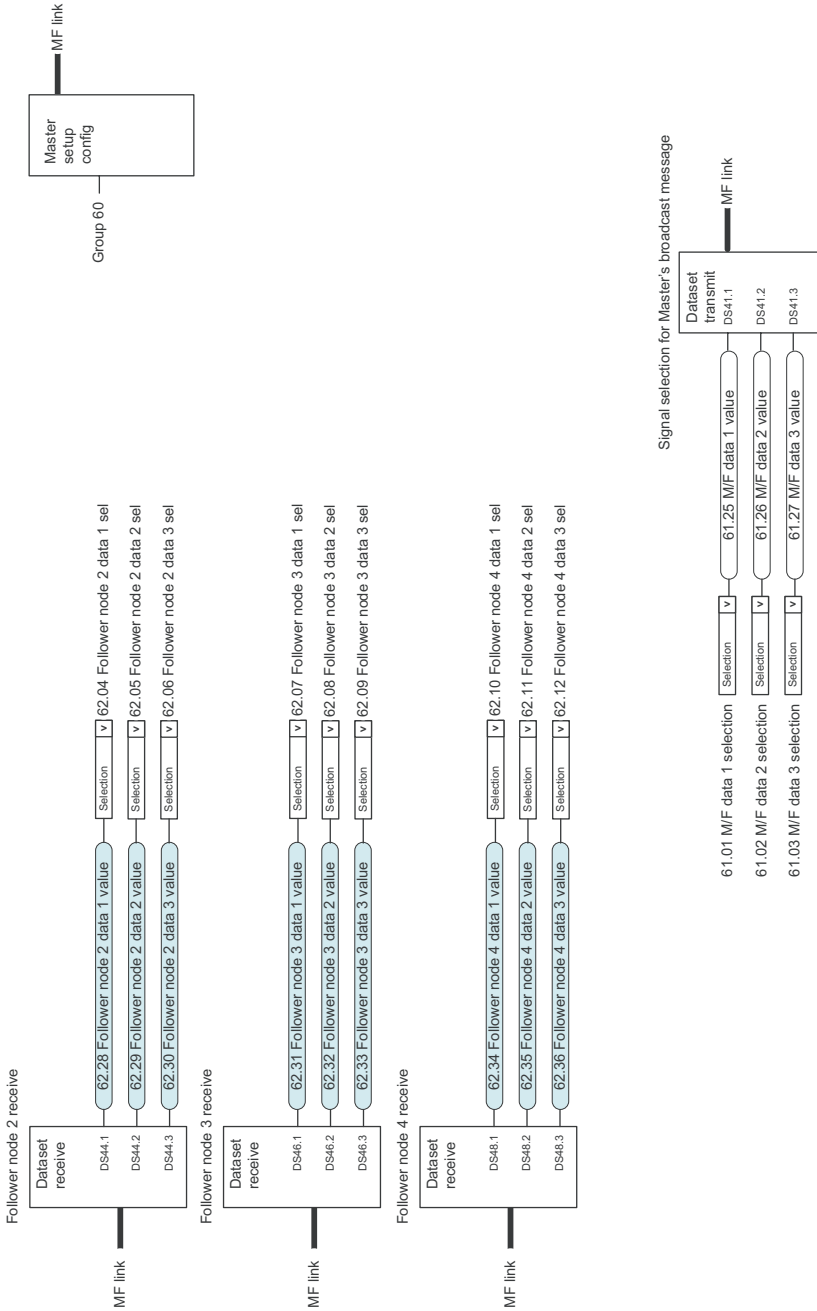 Follower node 2 receive
MF link
Dataset
receive
DS44.1
62.28 Follower node 2 data 1 value
Selection
v
62.04 Follower node 2 data 1 sel
DS44.2
62.29 Follower node 2 data 2 value
Selection
v
62.05 Follower node 2 data 2 sel
DS44.3
62.30 Follower node 2 data 3 value
Selection
v
62.06 Follower node 2 data 3 sel
Group 60
Master
setup
config
MF link
Follower node 3 receive
MF link
Dataset
receive
DS46.1
62.31 Follower node 3 data 1 value
Selection
v
62.07 Follower node 3 data 1 sel
DS46.2
62.32 Follower node 3 data 2 value
Selection
v
62.08 Follower node 3 data 2 sel
DS46.3
62.33 Follower node 3 data 3 value
Selection
v
62.09 Follower node 3 data 3 sel
Follower node 4 receive
MF link
Dataset
receive
DS48.1
62.34 Follower node 4 data 1 value
Selection
v
62.10 Follower node 4 data 1 sel
DS48.2
62.35 Follower node 4 data 2 value
Selection
v
62.11 Follower node 4 data 2 sel
DS48.3
62.36 Follower node 4 data 3 value
Selection
v
62.12 Follower node 4 data 3 sel
Signal selection for Master's broadcast message
61.01 M/F data 1 selection
Selection
v
61.25 M/F data 1 value
Dataset
transmit
DS41.1
MF link
61.02 M/F data 2 selection
Selection
v
61.26 M/F data 2 value
DS41.2
61.03 M/F data 3 selection
Selection
v
61.27 M/F data 3 value
DS41.3